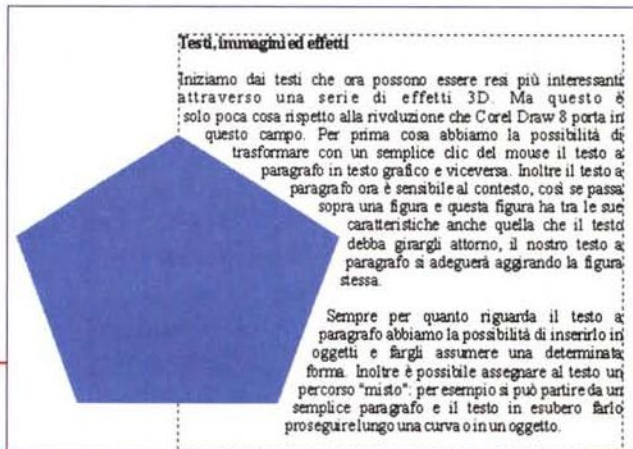 Testi, immagini ed effetti
Iniziamo dai testi che ora possono essere resi più interessanti
attraverso una serie di effetti 3D. Ma questo è
solo poca cosa rispetto alla rivoluzione che Corel Draw 8 porta in
questo campo. Per prima cosa abbiamo la possibilità di
trasformare con un semplice clic del mouse il testo a
paragrafo in testo grafico e viceversa. Inoltre il testo a
paragrafo ora è sensibile al contesto, così se passa
sopra una figura e questa figura ha tra le sue
caratteristiche anche quella che il testo
debba girargli attorno, il nostro testo a
paragrafo si adeguerà aggirando la figura
stessa.
Sempre per quanto riguarda il testo a
paragrafo abbiamo la possibilità di inserirlo in
oggetti e fargli assumere una determinata
forma. Inoltre è possibile assegnare al testo un
percorso "misto": per esempio si può partire da un
semplice paragrafo e il testo in esubero farlo
proseguire lungo una curva o in un oggetto.